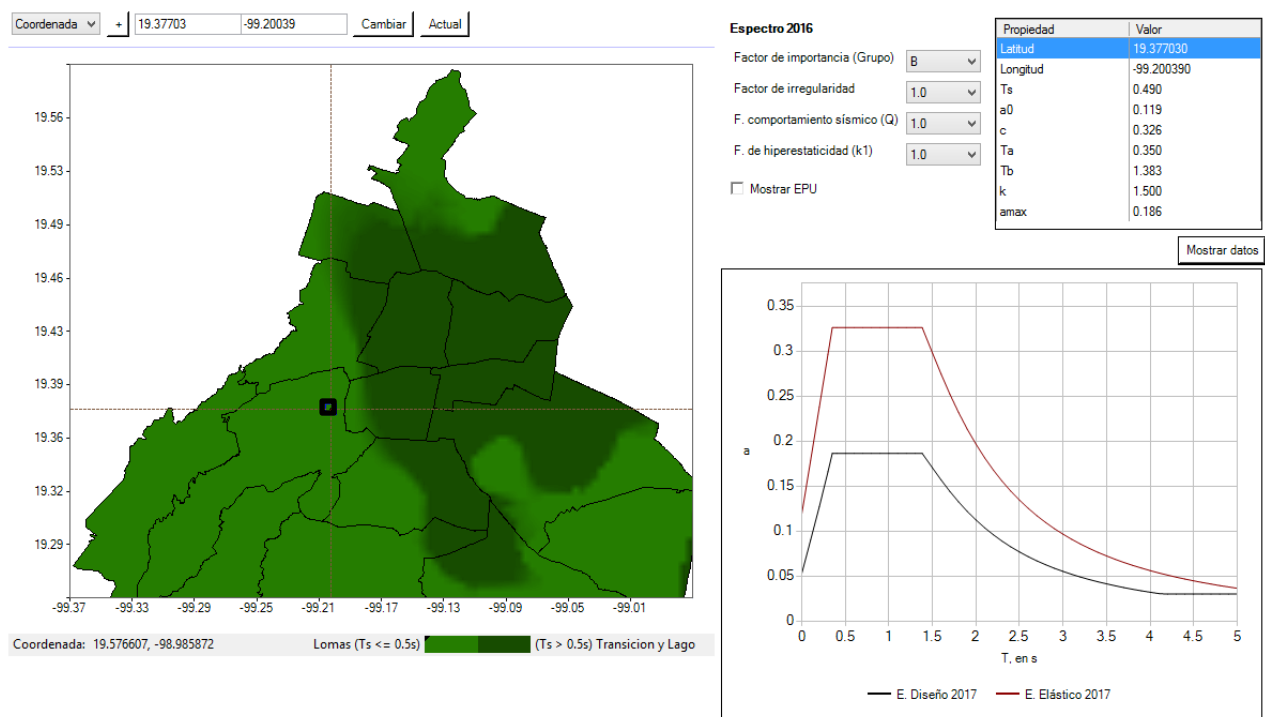 Coordenada + 19.37703 -99.20039 Cambiar Actual
19.56
19.53
19.49
19.46
19.43
19.39
19.36
19.32
19.29
-99.37 -99.33 -99.29 -99.25 -99.21 -99.17 -99.13 -99.09 -99.05 -99.01
Coordenada: 19.576607, -98.985872 Lomas (Ts <= 0.5s) (Ts > 0.5s) Transicion y Lago
Espectro 2016
Factor de importancia (Grupo) B
Factor de irregularidad 1.0
F. comportamiento sísmico (Q) 1.0
F. de hiperestaticidad (k1) 1.0
Mostrar EPU
Propiedad Valor
Latitud 19.377030
Longitud -99.200390
Ts 0.490
a0 0.119
c 0.326
Ta 0.350
Tb 1.383
k 1.500
amax 0.186
Mostrar datos
0.35
0.3
0.25
0.2
a
0.15
0.1
0.05
0
0 0.5 1 1.5 2 2.5 3 3.5 4 4.5 5
T, en s
E. Diseño 2017 E. Elástico 2017